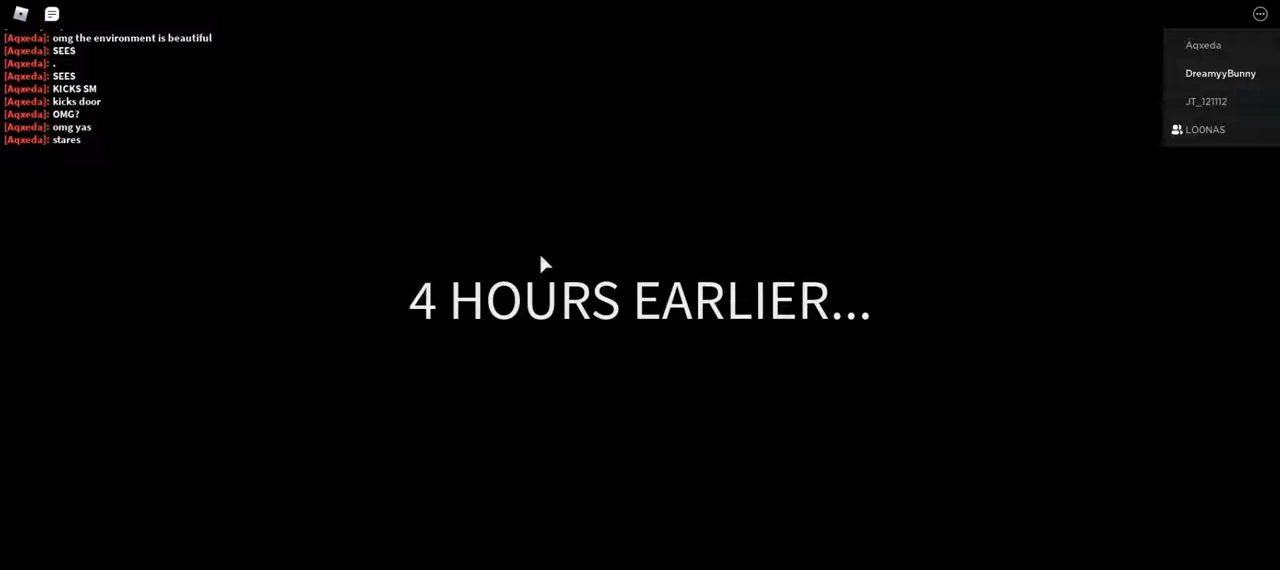 [Aqxeda]: omg the environment is beautiful
[Aqxeda]: SEES
[Aqxeda]: .
[Aqxeda]: SEES
[Aqxeda]: KICKS SM
[Aqxeda]: kicks door
[Aqxeda]: OMG?
[Aqxeda]: omg yas
[Aqxeda]: stares
Aqxeda
DreamyyBunny
JT_121112
LO0NAS
4 HOURS EARLIER...